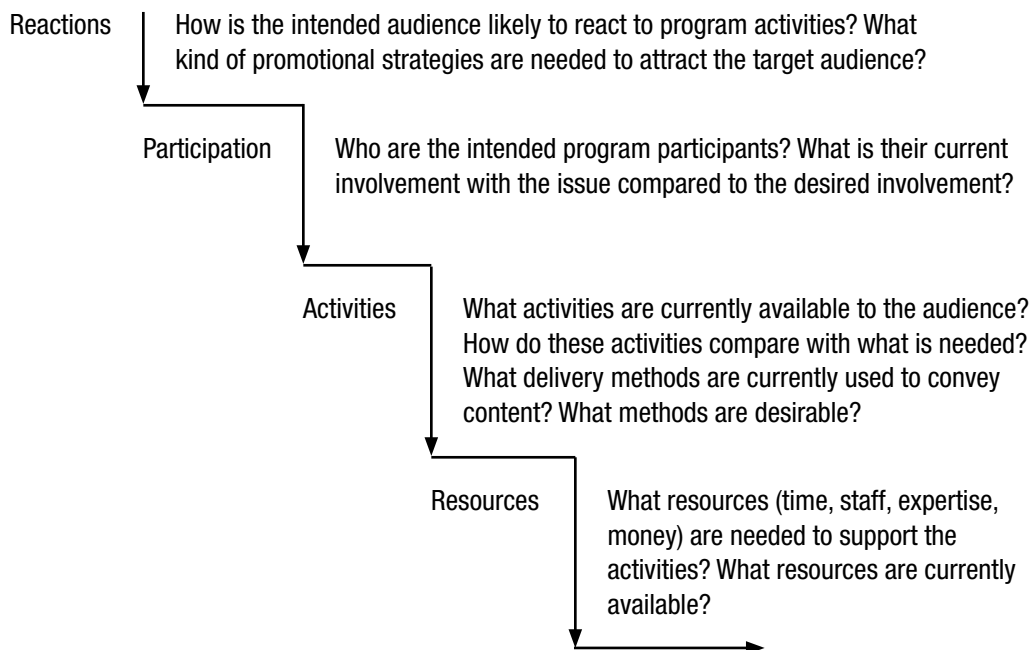 Reactions
How is the intended audience likely to react to program activities? What
kind of promotional strategies are needed to attract the target audience?
Participation
Who are the intended program participants? What is their current
involvement with the issue compared to the desired involvement?
Activities
What activities are currently available to the audience?
How do these activities compare with what is needed?
What delivery methods are currently used to convey
content? What methods are desirable?
Resources
What resources (time, staff, expertise,
money) are needed to support the
activities? What resources are currently
available?